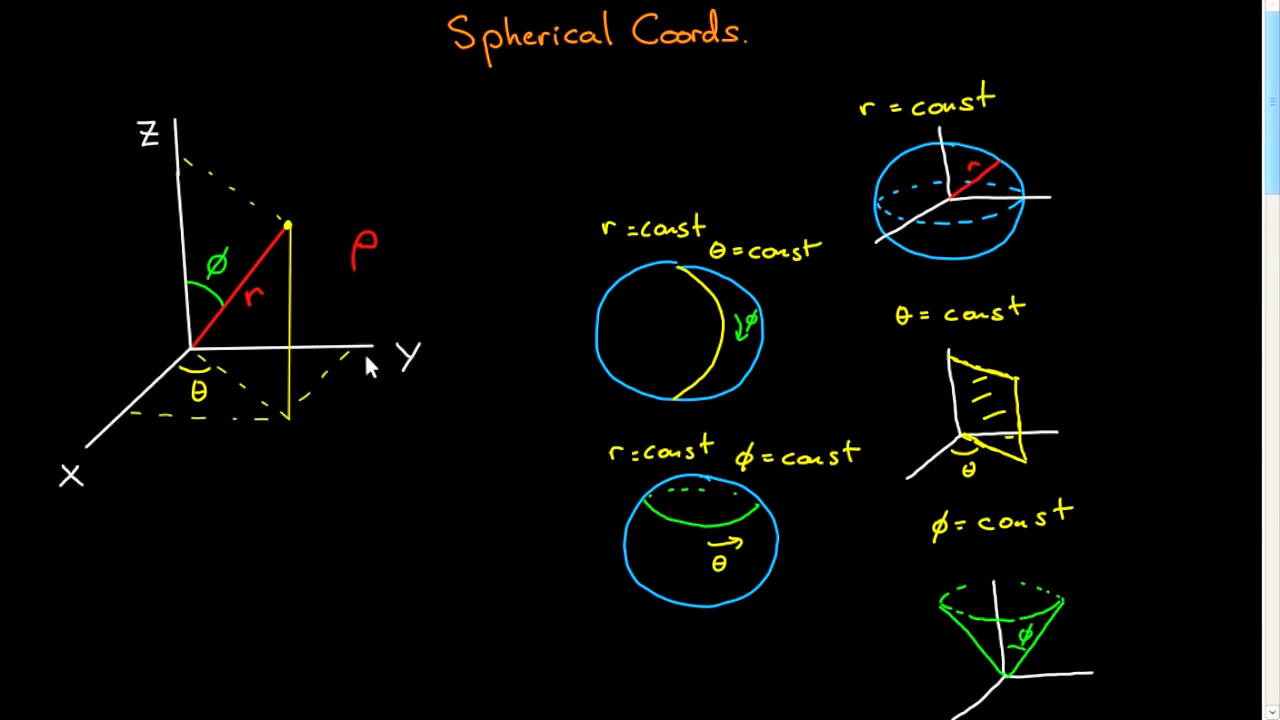 Spherical Coords.
Z
ϕ
r
ρ
θ
X
Y
r = const
θ = const
ϕ
r = const ϕ = const
θ
r = const
r
θ = const
θ
ϕ = const
ϕ